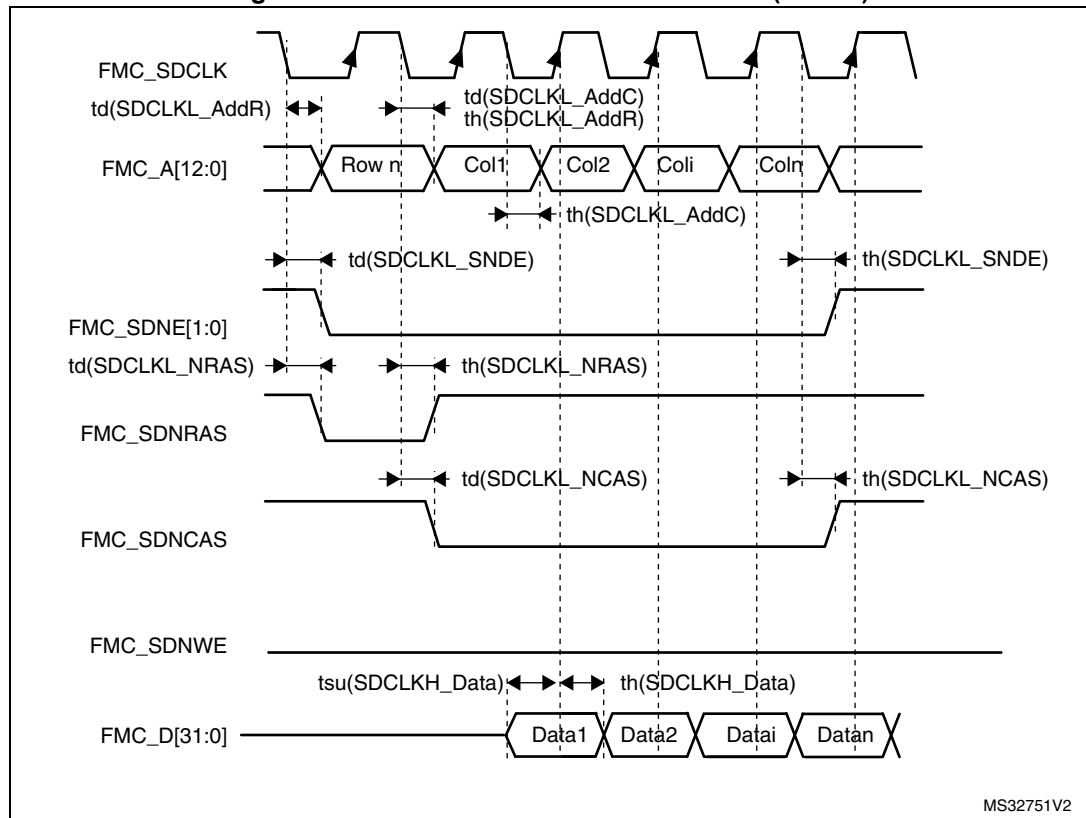 FMC_SDCLK
td(SDCLKL_AddR)
td(SDCLKL_AddC)
th(SDCLKL_AddR)
FMC_A[12:0]
Row n
Col1
Col2
Coli
Coln
th(SDCLKL_AddC)
td(SDCLKL_SNDE)
th(SDCLKL_SNDE)
FMC_SDNE[1:0]
td(SDCLKL_NRAS)
th(SDCLKL_NRAS)
FMC_SDNRAS
td(SDCLKL_NCAS)
th(SDCLKL_NCAS)
FMC_SDNCAS
FMC_SDNWE
tsu(SDCLKH_Data)
th(SDCLKH_Data)
FMC_D[31:0]
Data1
Data2
Datai
Datan
MS32751V2